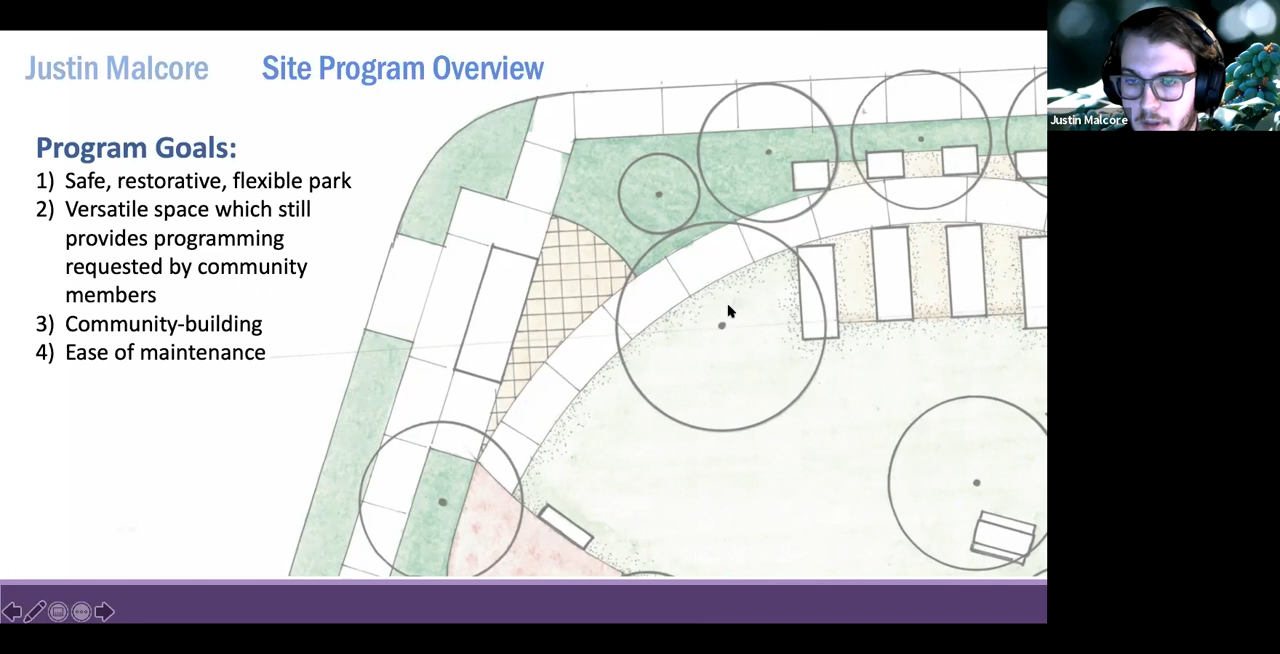 Justin Malcore Site Program Overview
Justin Malcore
Program Goals:
1) Safe, restorative, flexible park
2) Versatile space which still
provides programming
requested by community
members
3) Community-building
4) Ease of maintenance